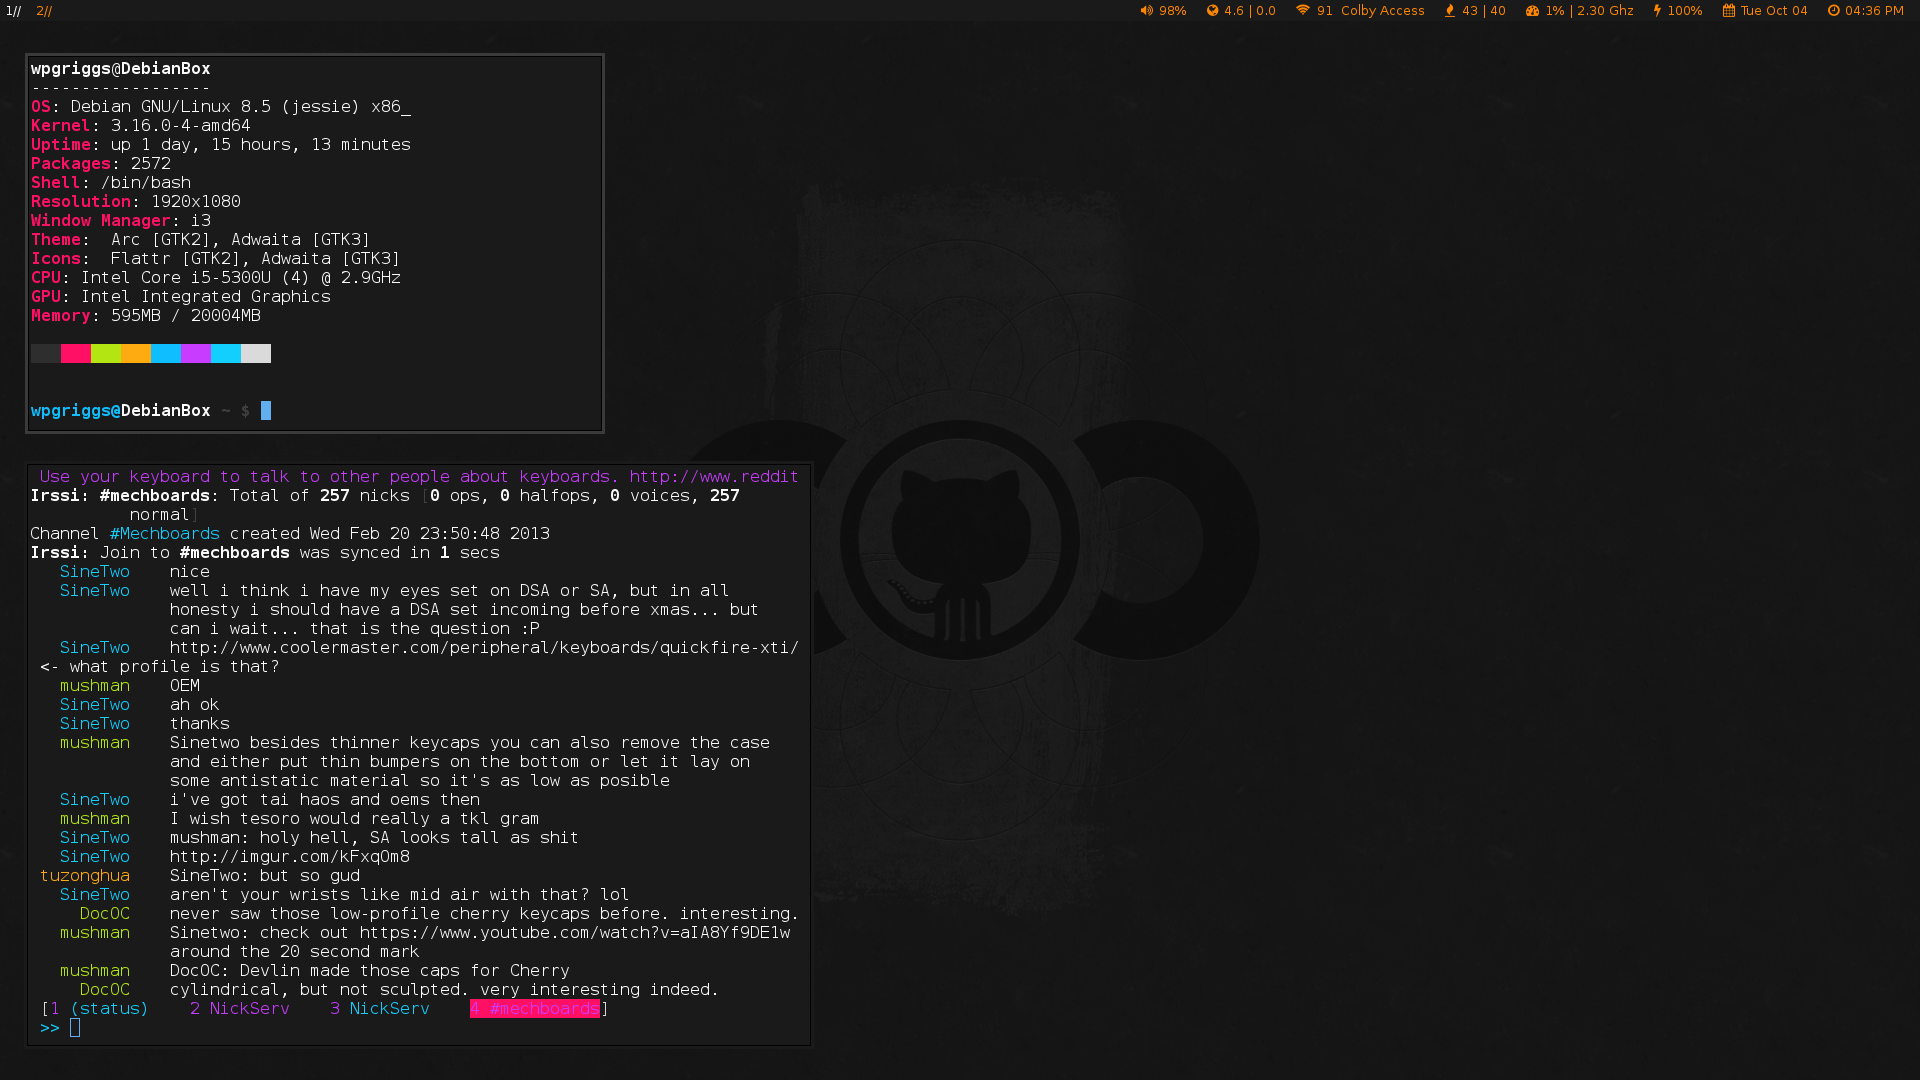 1// 2// 98% 4.6 | 0.0 91 Colby Access 43 | 40 1% | 2.30 Ghz 100% Tue Oct 04 04:36 PM
wpgriggs@DebianBox
------------------
OS: Debian GNU/Linux 8.5 (jessie) x86_
Kernel: 3.16.0-4-amd64
Uptime: up 1 day, 15 hours, 13 minutes
Packages: 2572
Shell: /bin/bash
Resolution: 1920x1080
Window Manager: i3
Theme:  Arc [GTK2], Adwaita [GTK3]
Icons:  Flattr [GTK2], Adwaita [GTK3]
CPU: Intel Core i5-5300U (4) @ 2.9GHz
GPU: Intel Integrated Graphics
Memory: 595MB / 20004MB
wpgriggs@DebianBox ~ $
Use your keyboard to talk to other people about keyboards. http://www.reddit
Irssi: #mechboards: Total of 257 nicks [0 ops, 0 halfops, 0 voices, 257
normal]
Channel #Mechboards created Wed Feb 20 23:50:48 2013
Irssi: Join to #mechboards was synced in 1 secs
SineTwo nice
SineTwo well i think i have my eyes set on DSA or SA, but in all
honesty i should have a DSA set incoming before xmas... but
can i wait... that is the question :P
SineTwo http://www.coolermaster.com/peripheral/keyboards/quickfire-xti/
<- what profile is that?
mushman OEM
SineTwo ah ok
SineTwo thanks
mushman Sinetwo besides thinner keycaps you can also remove the case
and either put thin bumpers on the bottom or let it lay on
some antistatic material so it's as low as posible
SineTwo i've got tai haos and oems then
mushman I wish tesoro would really a tkl gram
SineTwo mushman: holy hell, SA looks tall as shit
SineTwo http://imgur.com/kFxqOm8
tuzonghua SineTwo: but so gud
SineTwo aren't your wrists like mid air with that? lol
DocOC never saw those low-profile cherry keycaps before. interesting.
mushman Sinetwo: check out https://www.youtube.com/watch?v=aIA8Yf9DE1w
around the 20 second mark
mushman DocOC: Devlin made those caps for Cherry
DocOC cylindrical, but not sculpted. very interesting indeed.
[1 (status) 2 NickServ 3 NickServ 4 #mechboards]
>>